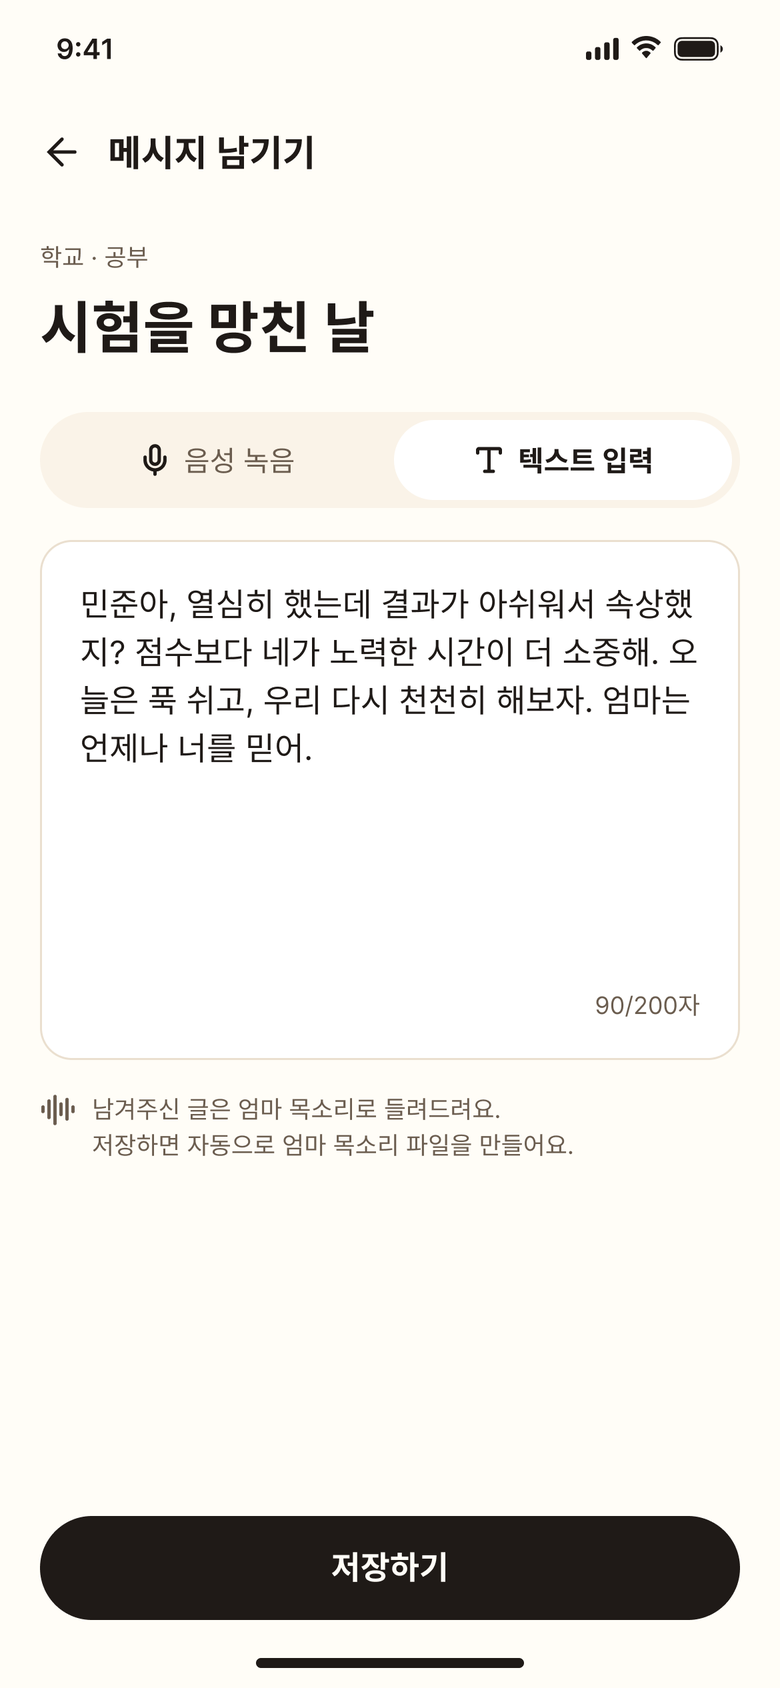 9:41
메시지 남기기
학교 · 공부
시험을 망친 날
음성 녹음
텍스트 입력
민준아, 열심히 했는데 결과가 아쉬워서 속상했
지? 점수보다 네가 노력한 시간이 더 소중해. 오
늘은 푹 쉬고, 우리 다시 천천히 해보자. 엄마는
언제나 너를 믿어.
90/200자
남겨주신 글은 엄마 목소리로 들려드려요.
저장하면 자동으로 엄마 목소리 파일을 만들어요.
저장하기